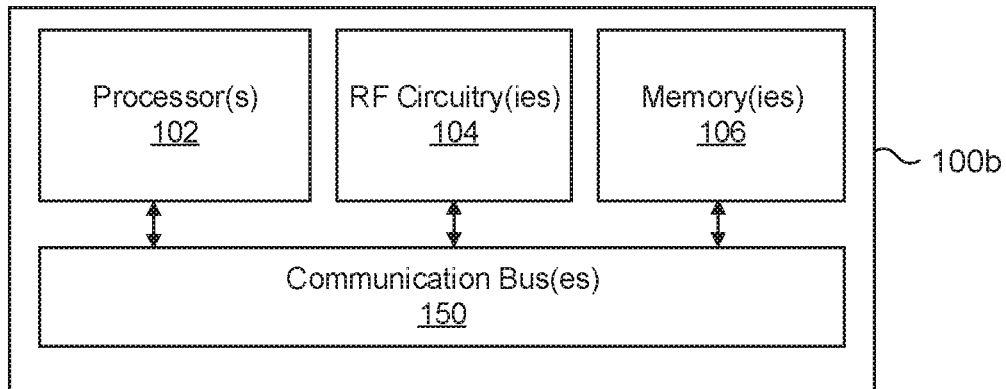 Processor(s)
102
RF Circuitry(ies)
104
Memory(ies)
106
100b
Communication Bus(es)
150